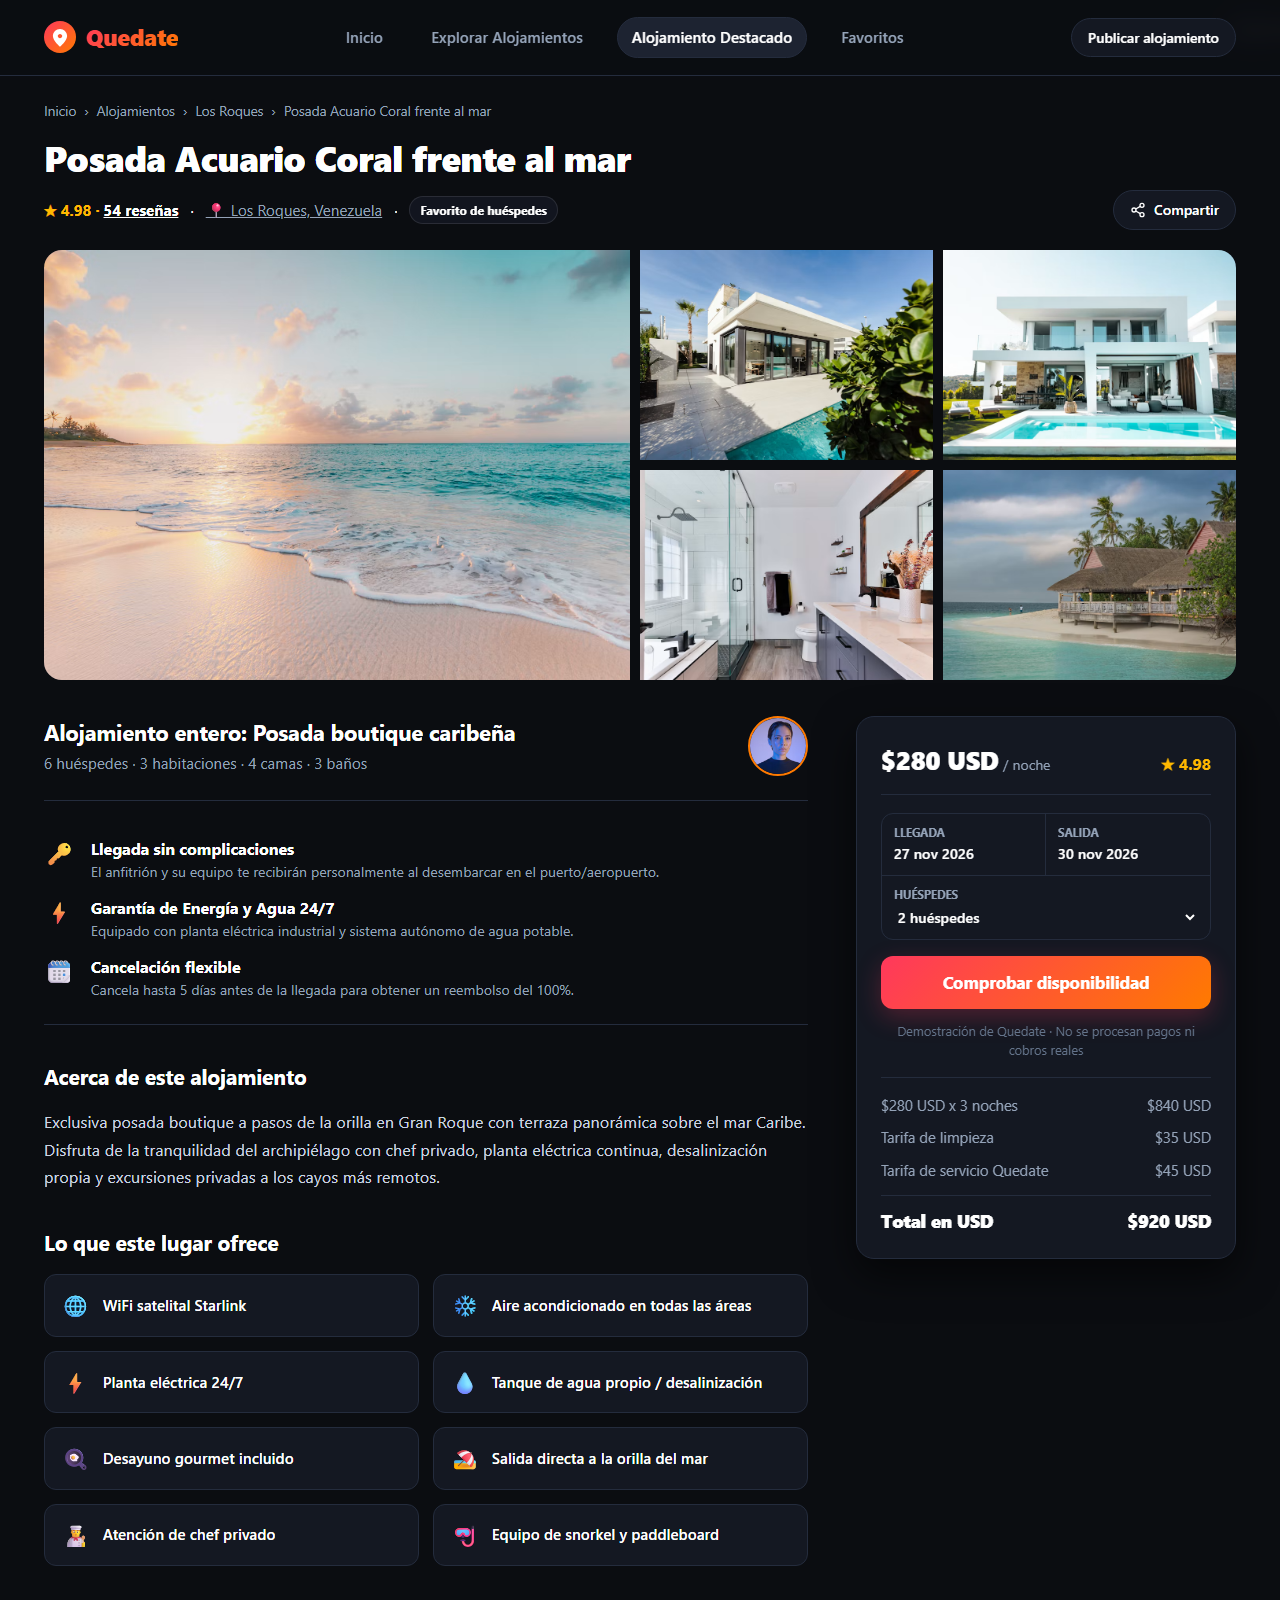 Quedate
Inicio
Explorar Alojamientos
Alojamiento Destacado
Favoritos
Publicar alojamiento
Inicio › Alojamientos › Los Roques › Posada Acuario Coral frente al mar
Posada Acuario Coral frente al mar
★ 4.98 · 54 reseñas · 📍 Los Roques, Venezuela · Favorito de huéspedes
Compartir
Alojamiento entero: Posada boutique caribeña
6 huéspedes · 3 habitaciones · 4 camas · 3 baños
Llegada sin complicaciones
El anfitrión y su equipo te recibirán personalmente al desembarcar en el puerto/aeropuerto.
Garantía de Energía y Agua 24/7
Equipado con planta eléctrica industrial y sistema autónomo de agua potable.
Cancelación flexible
Cancela hasta 5 días antes de la llegada para obtener un reembolso del 100%.
Acerca de este alojamiento
Exclusiva posada boutique a pasos de la orilla en Gran Roque con terraza panorámica sobre el mar Caribe.
Disfruta de la tranquilidad del archipiélago con chef privado, planta eléctrica continua, desalinización
propia y excursiones privadas a los cayos más remotos.
Lo que este lugar ofrece
WiFi satelital Starlink
Aire acondicionado en todas las áreas
Planta eléctrica 24/7
Tanque de agua propio / desalinización
Desayuno gourmet incluido
Salida directa a la orilla del mar
Atención de chef privado
Equipo de snorkel y paddleboard
$280 USD / noche
★ 4.98
LLEGADA
27 nov 2026
SALIDA
30 nov 2026
HUÉSPEDES
2 huéspedes
Comprobar disponibilidad
Demostración de Quedate · No se procesan pagos ni
cobros reales
$280 USD x 3 noches
$840 USD
Tarifa de limpieza
$35 USD
Tarifa de servicio Quedate
$45 USD
Total en USD
$920 USD